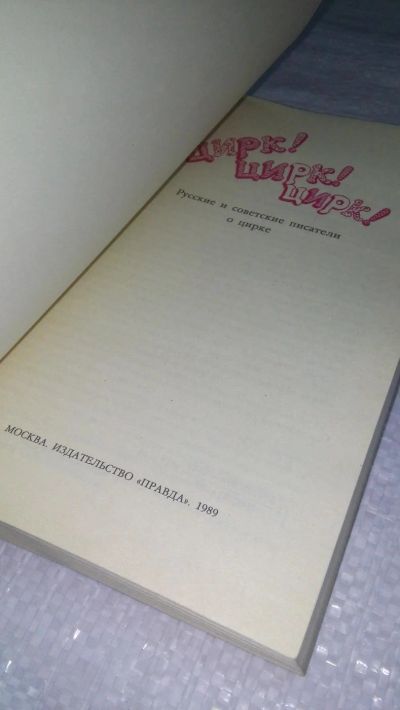 ЦИРК!
ЦИРК!
ЦИРК!
Русские и советские писатели
о цирке
МОСКВА. ИЗДАТЕЛЬСТВО «ПРАВДА». 1989